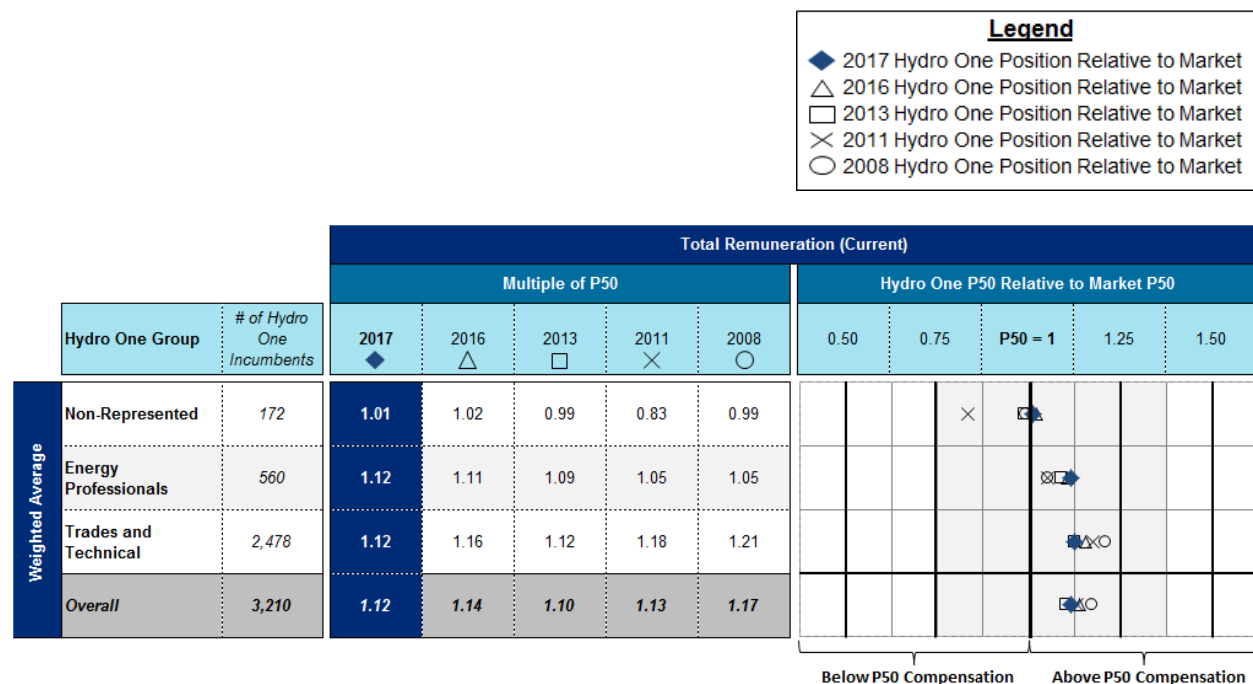 Legend
2017 Hydro One Position Relative to Market
2016 Hydro One Position Relative to Market
2013 Hydro One Position Relative to Market
2011 Hydro One Position Relative to Market
2008 Hydro One Position Relative to Market
Total Remuneration (Current)
Multiple of P50
Hydro One P50 Relative to Market P50
Hydro One Group
# of Hydro
One
Incumbents
2017 2016 2013 2011 2008
0.50 0.75 P50 = 1 1.25 1.50
Weighted Average
Non-Represented 172 1.01 1.02 0.99 0.83 0.99
Energy
Professionals 560 1.12 1.11 1.09 1.05 1.05
Trades and
Technical 2,478 1.12 1.16 1.12 1.18 1.21
Overall 3,210 1.12 1.14 1.10 1.13 1.17
Below P50 Compensation Above P50 Compensation